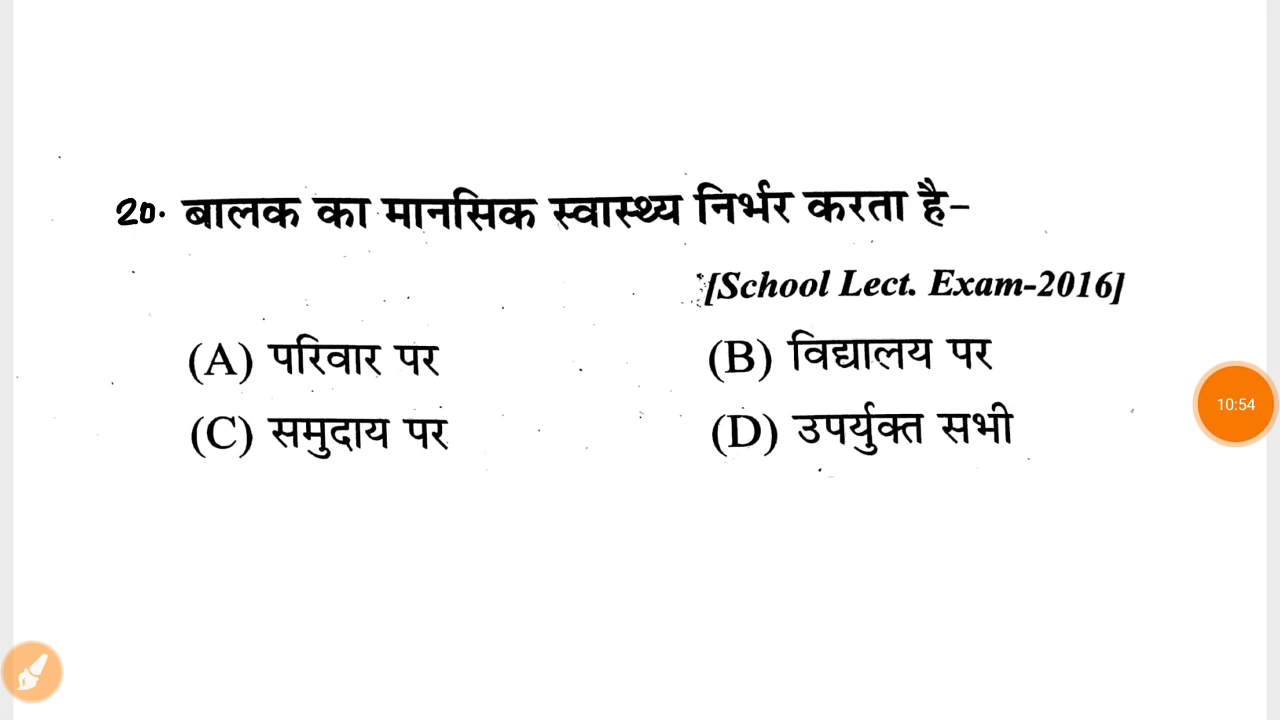 20. बालक का मानसिक स्वास्थ्य निर्भर करता है-
[School Lect. Exam-2016]
(A) परिवार पर (B) विद्यालय पर
(C) समुदाय पर (D) उपर्युक्त सभी
10:54